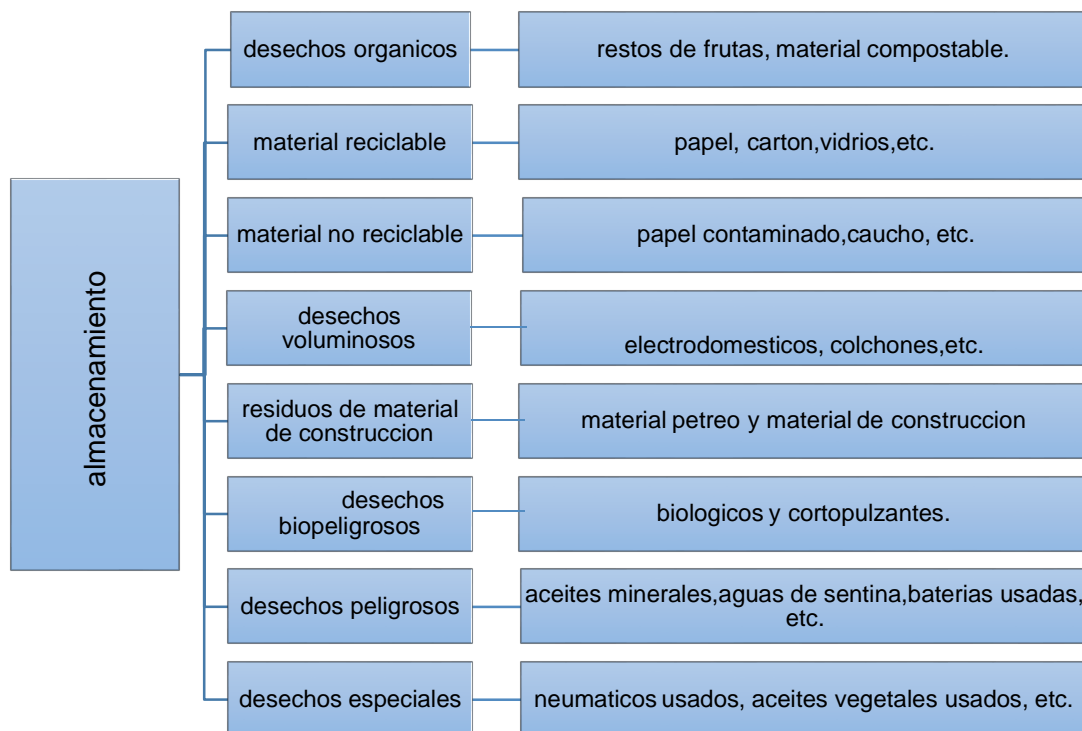 almacenamiento
desechos organicos
restos de frutas, material compostable.
material reciclable
papel, carton,vidrios,etc.
material no reciclable
papel contaminado,caucho, etc.
desechos
voluminosos
electrodomesticos, colchones,etc.
residuos de material
de construccion
material petreo y material de construccion
desechos
biopeligrosos
biologicos y cortopulzantes.
desechos peligrosos
aceites minerales,aguas de sentina,baterias usadas,
etc.
desechos especiales
neumaticos usados, aceites vegetales usados, etc.